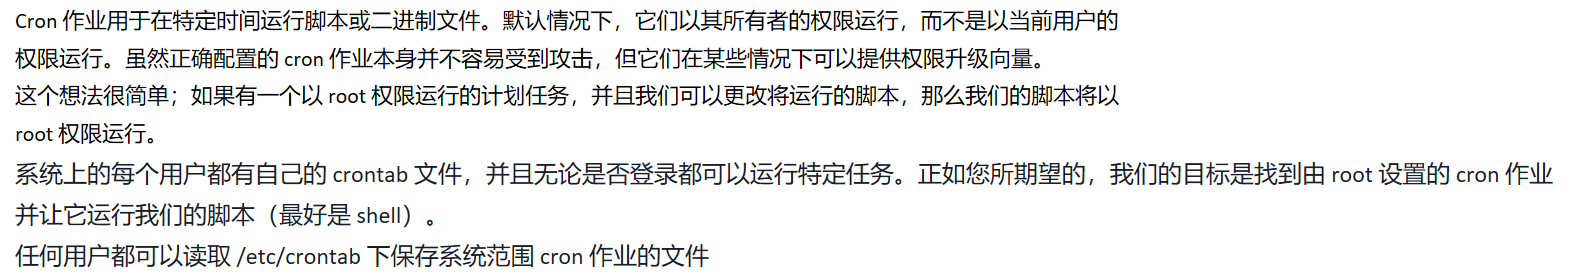 Cron 作业用于在特定时间运行脚本或二进制文件。默认情况下，它们以其所有者的权限运行，而不是以当前用户的
权限运行。虽然正确配置的 cron 作业本身并不容易受到攻击，但它们在某些情况下可以提供权限升级向量。
这个想法很简单；如果有一个以 root 权限运行的计划任务，并且我们可以更改将运行的脚本，那么我们的脚本将以
root 权限运行。
系统上的每个用户都有自己的 crontab 文件，并且无论是否登录都可以运行特定任务。正如您所期望的，我们的目标是找到由 root 设置的 cron 作业
并让它运行我们的脚本（最好是 shell）。
任何用户都可以读取 /etc/crontab 下保存系统范围 cron 作业的文件